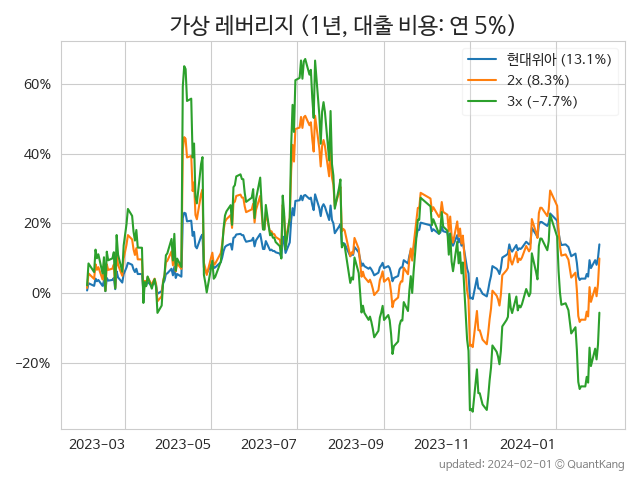 가상 레버리지 (1년, 대출 비용: 연 5%)
현대위아 (13.1%)
2x (8.3%)
3x (−7.7%)
60%
40%
20%
0%
−20%
2023-03 2023-05 2023-07 2023-09 2023-11 2024-01
updated: 2024-02-01 © QuantKang